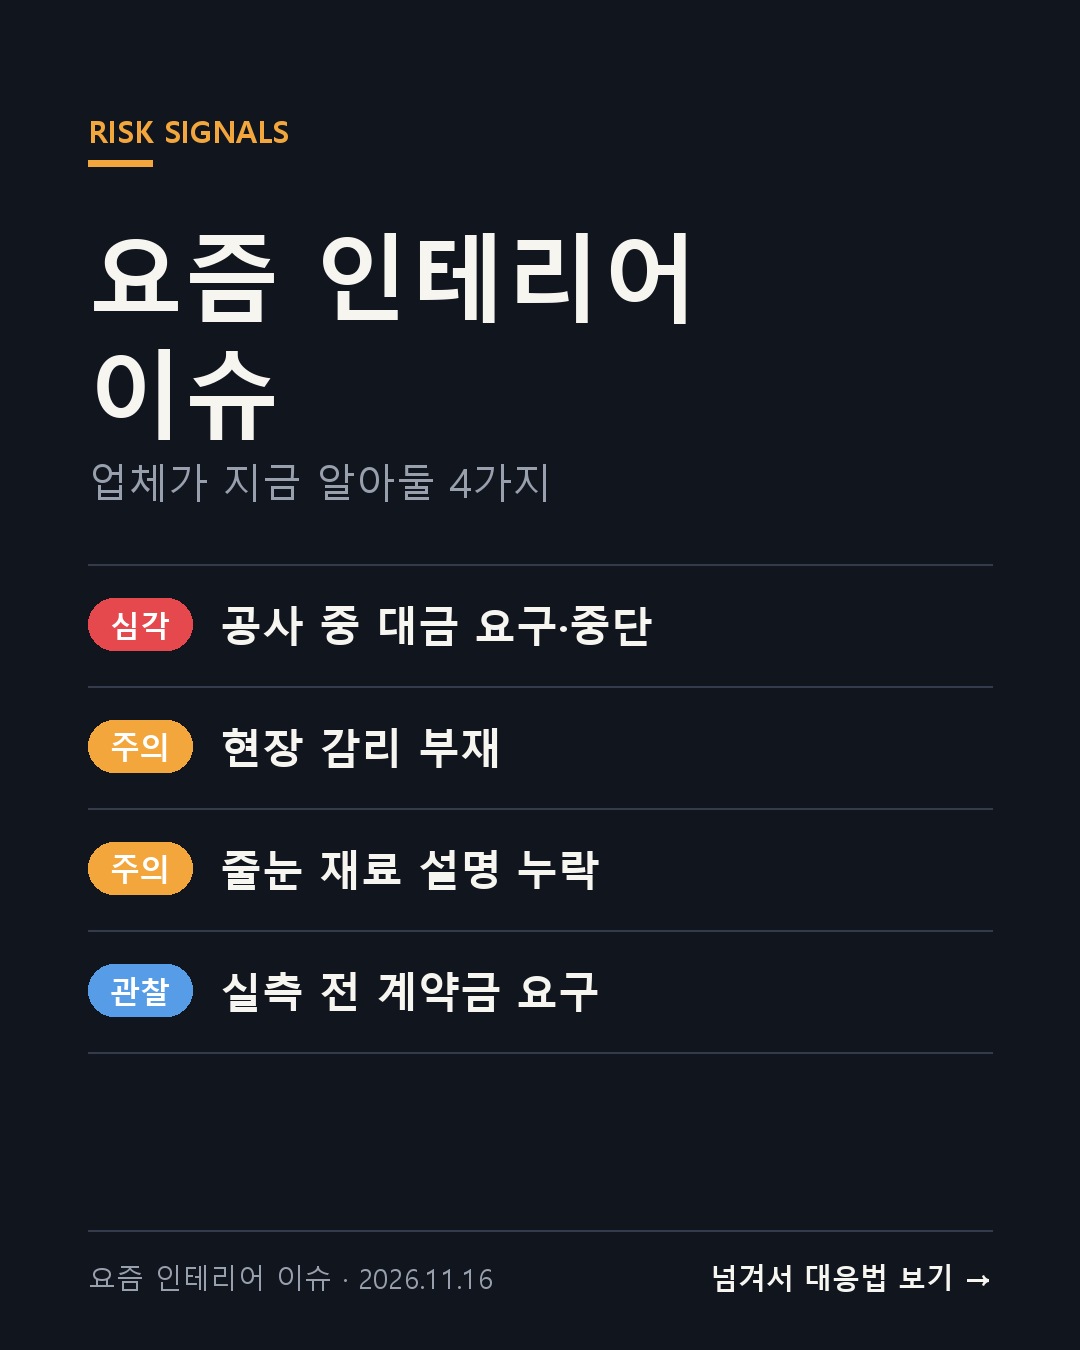 RISK SIGNALS
요즘 인테리어
이슈
업체가 지금 알아둘 4가지
심각 공사 중 대금 요구·중단
주의 현장 감리 부재
주의 줄눈 재료 설명 누락
관찰 실측 전 계약금 요구
요즘 인테리어 이슈 · 2026.11.16 넘겨서 대응법 보기 →